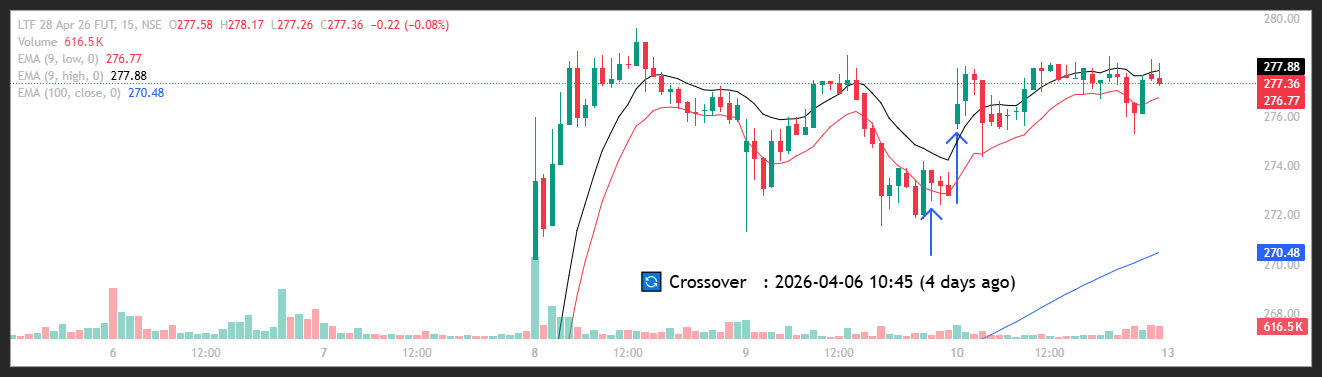 LTF 28 Apr 26 FUT, 15, NSE O277.58 H278.17 L277.26 C277.36 −0.22 (−0.08%)
Volume 616.5K
EMA (9, low, 0) 276.77
EMA (9, high, 0) 277.88
EMA (100, close, 0) 270.48
280.00
277.88
277.36
276.77
276.00
274.00
272.00
270.48
270.00
268.00
616.5K
Crossover : 2026-04-06 10:45 (4 days ago)
6 12:00 7 12:00 8 12:00 9 12:00 10 12:00 13